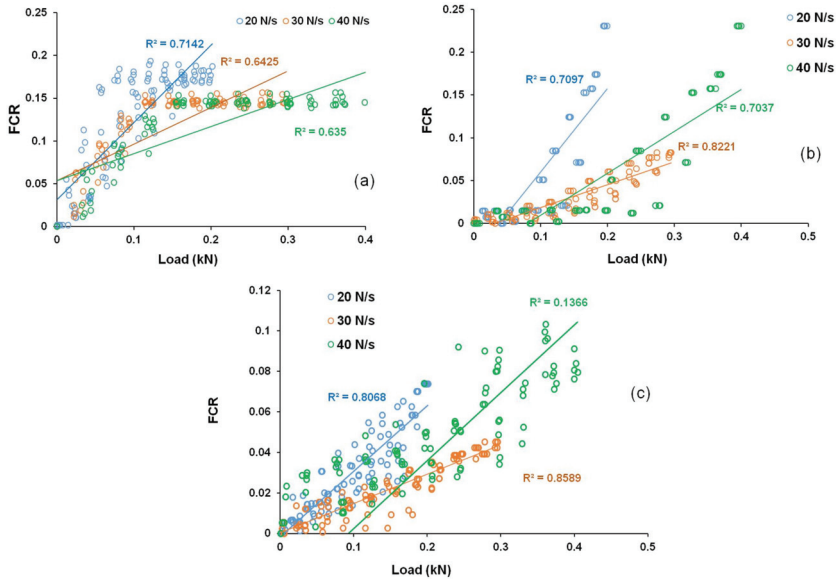 20 N/s 30 N/s 40 N/s
R² = 0.7142
R² = 0.6425
R² = 0.635
(a)
FCR
0.25
0.2
0.15
0.1
0.05
0
0 0.1 0.2 0.3 0.4
Load (kN)
20 N/s
30 N/s
40 N/s
R² = 0.7097
R² = 0.7037
R² = 0.8221
(b)
FCR
0.25
0.2
0.15
0.1
0.05
0
0 0.1 0.2 0.3 0.4 0.5
Load (kN)
20 N/s
30 N/s
40 N/s
R² = 0.1366
R² = 0.8068
R² = 0.8589
(c)
FCR
0.12
0.1
0.08
0.06
0.04
0.02
0
0 0.1 0.2 0.3 0.4 0.5
Load (kN)